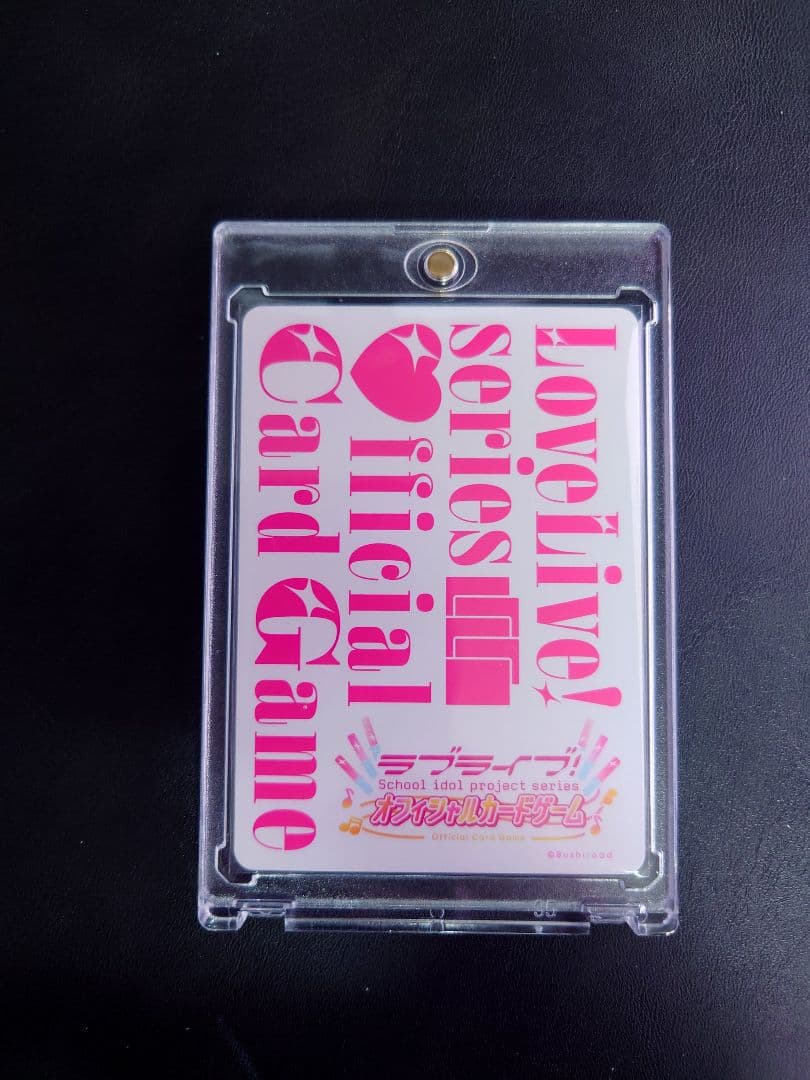 LoveLive!
series
Official
Card Game
ラブライブ!
School idol project series
オフィシャルカードゲーム
Official Card Game
©Bushiroad
35